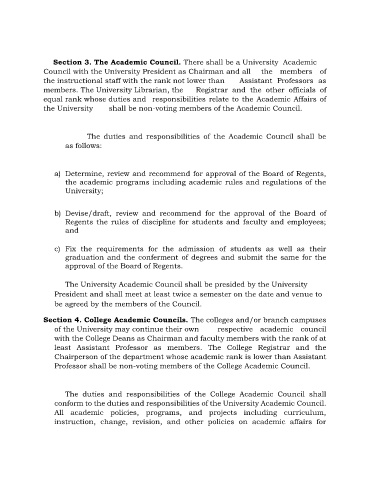 Section 3. The Academic Council. There shall be a University Academic
Council with the University President as Chairman and all the members of
the instructional staff with the rank not lower than Assistant Professors as
members. The University Librarian, the Registrar and the other officials of
equal rank whose duties and responsibilities relate to the Academic Affairs of
the University shall be non-voting members of the Academic Council.
The duties and responsibilities of the Academic Council shall be
as follows:
a) Determine, review and recommend for approval of the Board of Regents,
the academic programs including academic rules and regulations of the
University;
b) Devise/draft, review and recommend for the approval of the Board of
Regents the rules of discipline for students and faculty and employees;
and
c) Fix the requirements for the admission of students as well as their
graduation and the conferment of degrees and submit the same for the
approval of the Board of Regents.
The University Academic Council shall be presided by the University
President and shall meet at least twice a semester on the date and venue to
be agreed by the members of the Council.
Section 4. College Academic Councils. The colleges and/or branch campuses
of the University may continue their own respective academic council
with the College Deans as Chairman and faculty members with the rank of at
least Assistant Professor as members. The College Registrar and the
Chairperson of the department whose academic rank is lower than Assistant
Professor shall be non-voting members of the College Academic Council.
The duties and responsibilities of the College Academic Council shall
conform to the duties and responsibilities of the University Academic Council.
All academic policies, programs, and projects including curriculum,
instruction, change, revision, and other policies on academic affairs for